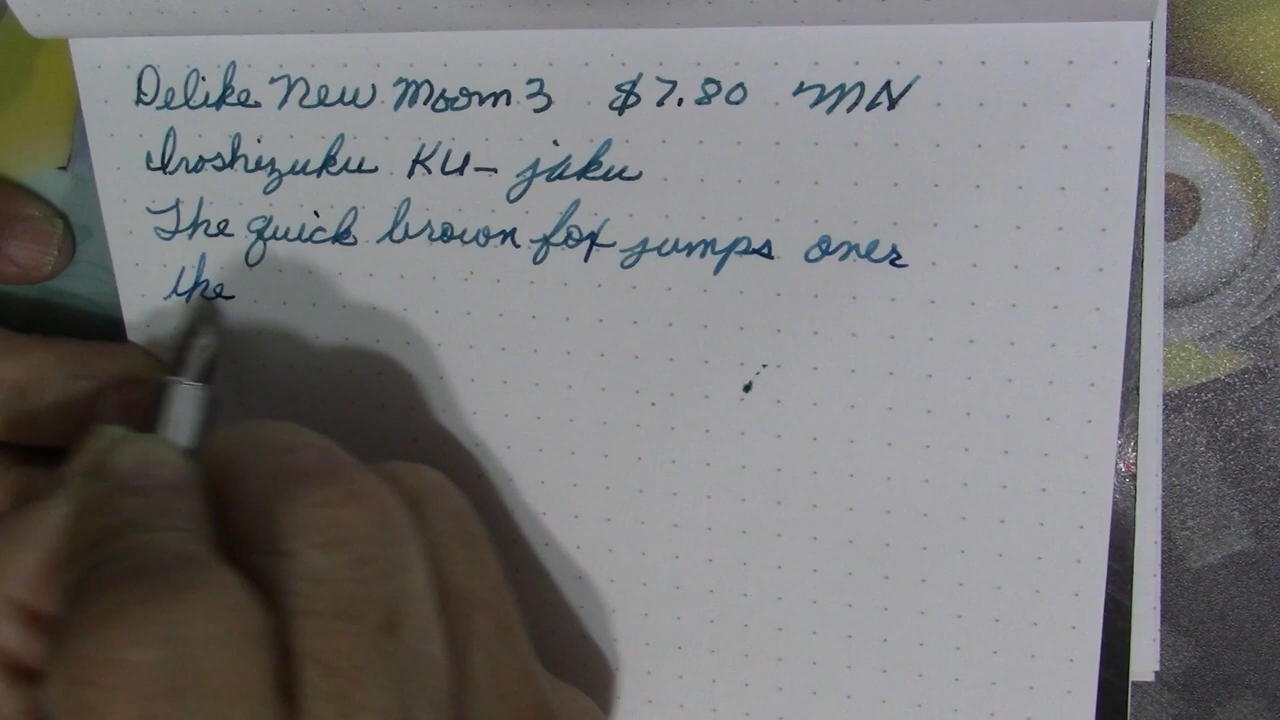 Delike New Moon 3 $7.80 MN
Iroshizuku Ku-jaku
The quick brown fox jumps over
the